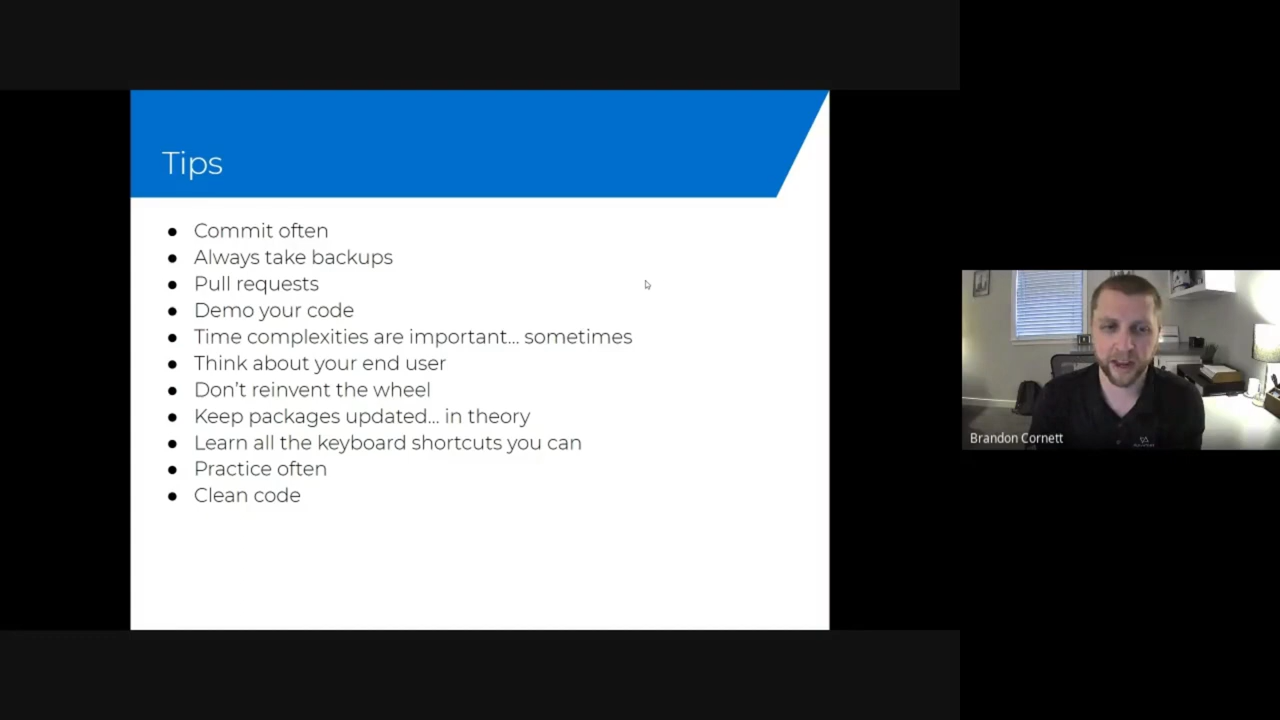 Tips
● Commit often
● Always take backups
● Pull requests
● Demo your code
● Time complexities are important... sometimes
● Think about your end user
● Don't reinvent the wheel
● Keep packages updated... in theory
● Learn all the keyboard shortcuts you can
● Practice often
● Clean code
Brandon Cornett